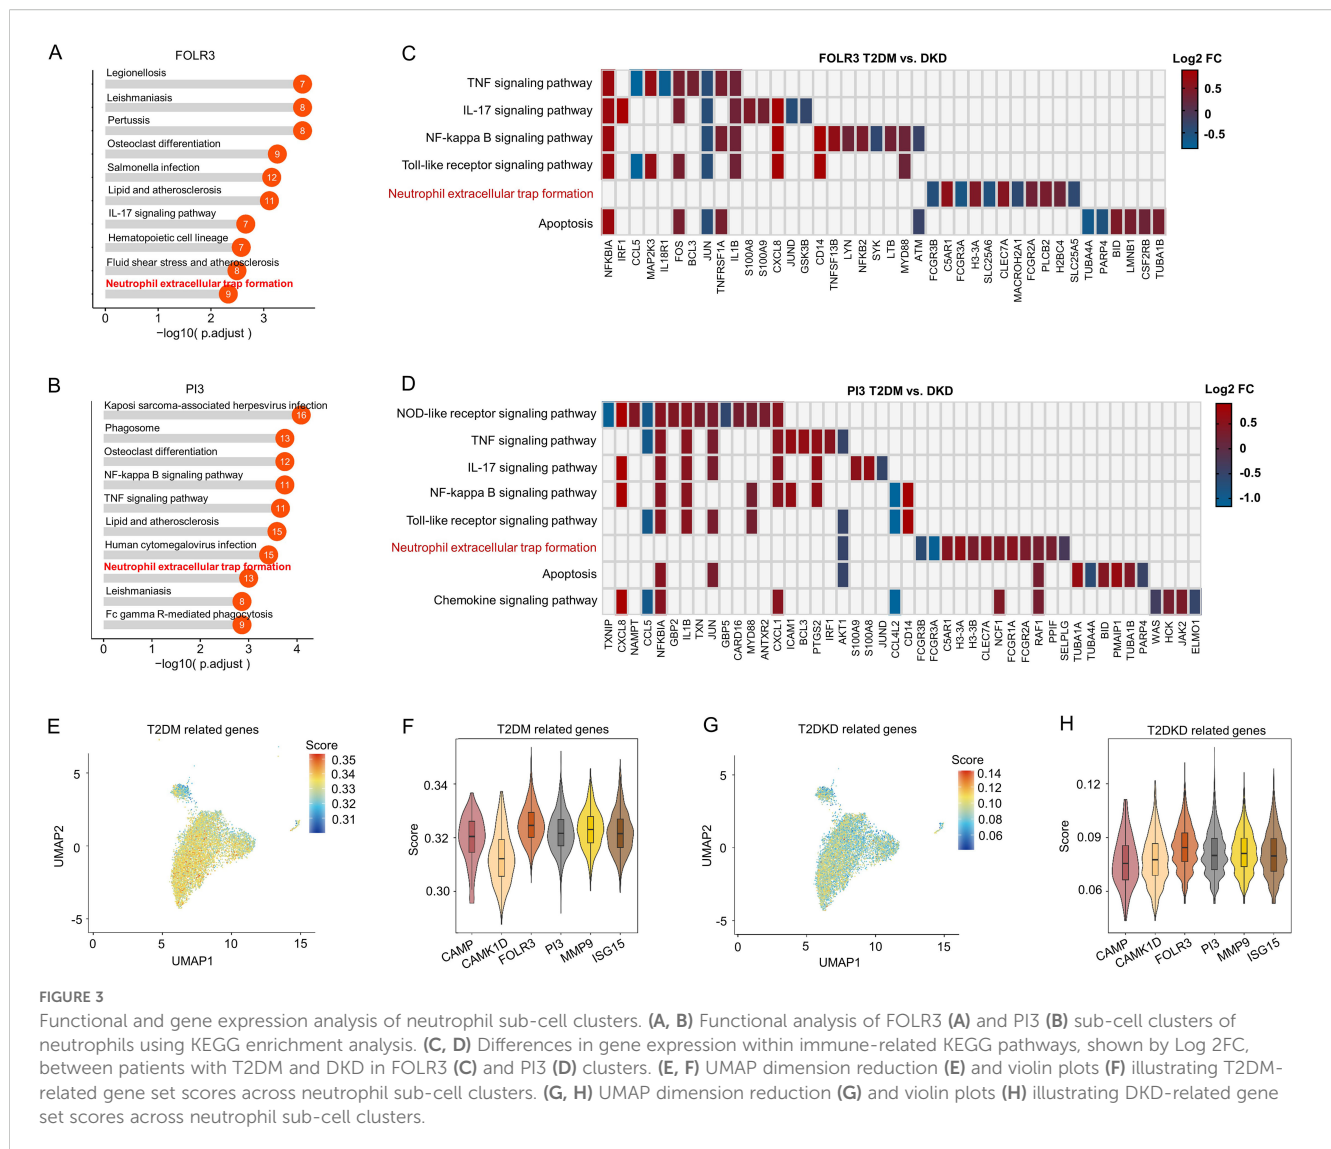 A
FOLR3
Legionellosis
7
Leishmaniasis
8
Pertussis
8
Osteoclast differentiation
9
Salmonella infection
12
Lipid and atherosclerosis
11
IL-17 signaling pathway
7
Hematopoietic cell lineage
7
Fluid shear stress and atherosclerosis
8
Neutrophil extracellular trap formation
9
0 1 2 3
−log10( p.adjust )
B
PI3
Kaposi sarcoma-associated herpesvirus infection
16
Phagosome
13
Osteoclast differentiation
12
NF-kappa B signaling pathway
11
TNF signaling pathway
11
Lipid and atherosclerosis
15
Human cytomegalovirus infection
15
Neutrophil extracellular trap formation
13
Leishmaniasis
8
Fc gamma R-mediated phagocytosis
9
0 1 2 3 4
−log10( p.adjust )
C
FOLR3 T2DM vs. DKD
TNF signaling pathway
IL-17 signaling pathway
NF-kappa B signaling pathway
Toll-like receptor signaling pathway
Neutrophil extracellular trap formation
Apoptosis
NFKBIA IRF1 CCL5 MAP2K3 IL18R1 FOS BCL3 JUN TNFRSF1A IL1B S100A8 S100A9 CXCL8 JUND GSK3B CD14 TNFSF13B LYN NFKB2 SYK LTB MYD88 ATM FCGR3B C5AR1 FCGR3A H3-3A SLC25A6 CLEC7A MACROH2A1 FCGR2A PLCB2 H2BC4 SLC25A5 TUBA4A PARP4 BID LMNB1 CSF2RB TUBA1B
Log2 FC
0.5
0
-0.5
D
PI3 T2DM vs. DKD
NOD-like receptor signaling pathway
TNF signaling pathway
IL-17 signaling pathway
NF-kappa B signaling pathway
Toll-like receptor signaling pathway
Neutrophil extracellular trap formation
Apoptosis
Chemokine signaling pathway
TXNIP CXCL8 NAMPT CCL5 NFKBIA GBP2 IL1B TXN JUN GBP5 CARD16 MYD88 ANTXR2 CXCL1 ICAM1 BCL3 PTGS2 IRF1 AKT1 S100A9 S100A8 JUND CCL4L2 CD14 FCGR3B FCGR3A C5AR1 H3-3A H3-3B CLEC7A NCF1 FCGR1A FCGR2A RAF1 PPIF SELPLG TUBA1A TUBA4A BID PMAIP1 TUBA1B PARP4 WAS HCK JAK2 ELMO1
Log2 FC
0.5
0
-0.5
-1.0
E
T2DM related genes
Score
0.35
0.34
0.33
0.32
0.31
5
0
-5
UMAP2
0 5 10 15
UMAP1
F
T2DM related genes
0.34
0.32
0.30
Score
CAMP CAMK1D FOLR3 PI3 MMP9 ISG15
G
T2DKD related genes
Score
0.14
0.12
0.10
0.08
0.06
5
0
-5
UMAP2
0 5 10 15
UMAP1
H
T2DKD related genes
0.12
0.09
0.06
Score
CAMP CAMK1D FOLR3 PI3 MMP9 ISG15
FIGURE 3
Functional and gene expression analysis of neutrophil sub-cell clusters. (A, B) Functional analysis of FOLR3 (A) and PI3 (B) sub-cell clusters of
neutrophils using KEGG enrichment analysis. (C, D) Differences in gene expression within immune-related KEGG pathways, shown by Log 2FC,
between patients with T2DM and DKD in FOLR3 (C) and PI3 (D) clusters. (E, F) UMAP dimension reduction (E) and violin plots (F) illustrating T2DM-
related gene set scores across neutrophil sub-cell clusters. (G, H) UMAP dimension reduction (G) and violin plots (H) illustrating DKD-related gene
set scores across neutrophil sub-cell clusters.